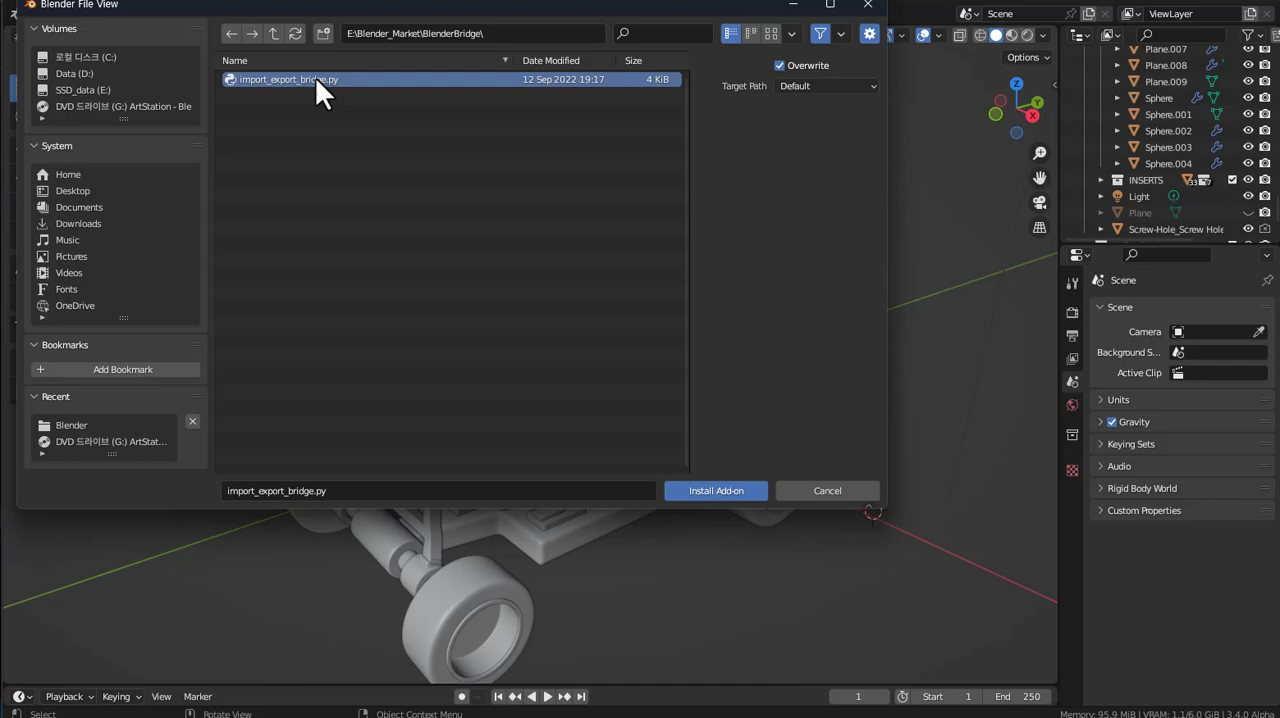 Blender File View
Volumes
로컬 디스크 (C:)
Data (D:)
SSD_data (E:)
DVD 드라이브 (G:) ArtStation - Ble
System
Home
Desktop
Documents
Downloads
Music
Pictures
Videos
Fonts
OneDrive
Bookmarks
Add Bookmark
Recent
Blender
DVD 드라이브 (G:) ArtStat...
E:\Blender_Market\BlenderBridge\
Name
Date Modified
Size
import_export_bridge.py
12 Sep 2022 19:17
4 KiB
Overwrite
Target Path
Default
import_export_bridge.py
Install Add-on
Cancel
Scene
ViewLayer
Options
Z
Y
X
Plane.007
Plane.008
Plane.009
Sphere
Sphere.001
Sphere.002
Sphere.003
Sphere.004
INSERTS
33
7
Light
Plane
Screw-Hole_Screw Hole
Scene
Scene
Camera
Background S...
Active Clip
Units
Gravity
Keying Sets
Audio
Rigid Body World
Custom Properties
Playback
Keying
View
Marker
1
Start
1
End
250
Select
Rotate View
Object Context Menu
Memory: 95.9 MiB | VRAM: 1.1/6.0 GiB | 3.4.0 Alpha